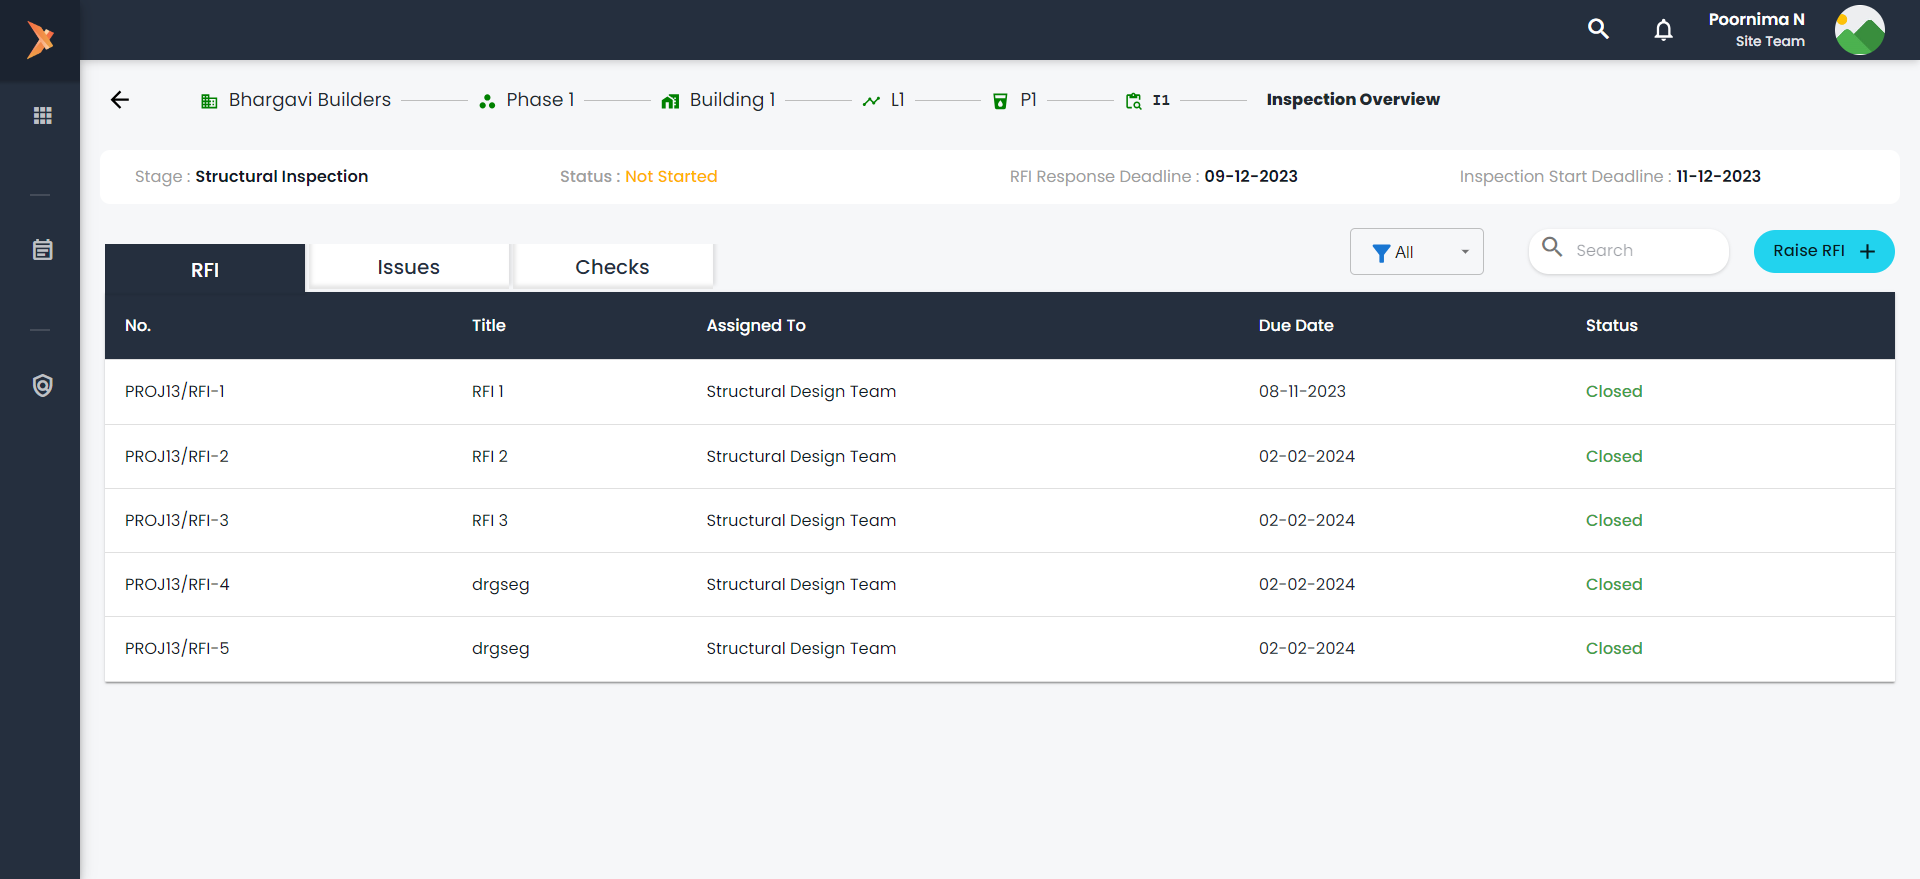 Poornima N
Site Team
Bhargavi Builders Phase 1 Building 1 L1 P1 I1 Inspection Overview
Stage : Structural Inspection Status : Not Started RFI Response Deadline : 09-12-2023 Inspection Start Deadline : 11-12-2023
RFI Issues Checks All Search Raise RFI +
No. Title Assigned To Due Date Status
PROJ13/RFI-1 RFI 1 Structural Design Team 08-11-2023 Closed
PROJ13/RFI-2 RFI 2 Structural Design Team 02-02-2024 Closed
PROJ13/RFI-3 RFI 3 Structural Design Team 02-02-2024 Closed
PROJ13/RFI-4 drgseg Structural Design Team 02-02-2024 Closed
PROJ13/RFI-5 drgseg Structural Design Team 02-02-2024 Closed